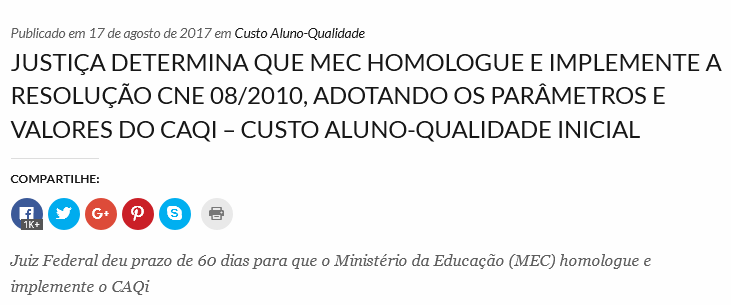 Publicado em 17 de agosto de 2017 em Custo Aluno-Qualidade
JUSTIÇA DETERMINA QUE MEC HOMOLOGUE E IMPLEMENTE A
RESOLUÇÃO CNE 08/2010, ADOTANDO OS PARÂMETROS E
VALORES DO CAQI – CUSTO ALUNO-QUALIDADE INICIAL
COMPARTILHE:
1K+
Juiz Federal deu prazo de 60 dias para que o Ministério da Educação (MEC) homologue e
implemente o CAQi